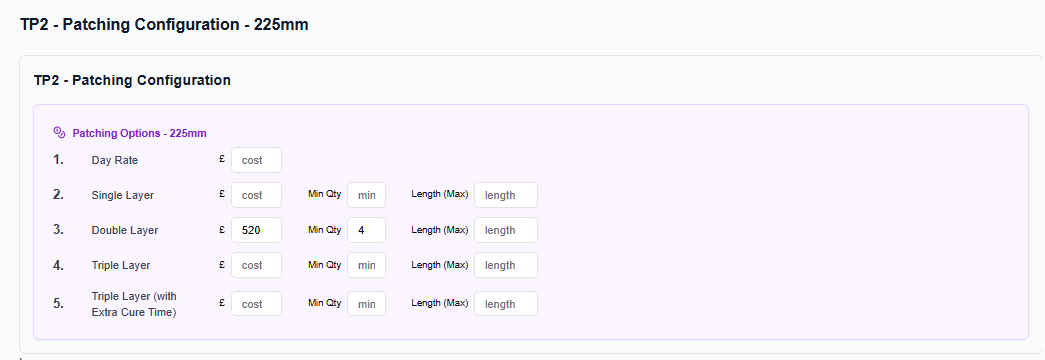 TP2 - Patching Configuration - 225mm
TP2 - Patching Configuration
Patching Options - 225mm
1. Day Rate £ cost
2. Single Layer £ cost Min Qty min Length (Max) length
3. Double Layer £ 520 Min Qty 4 Length (Max) length
4. Triple Layer £ cost Min Qty min Length (Max) length
5. Triple Layer (with Extra Cure Time) £ cost Min Qty min Length (Max) length